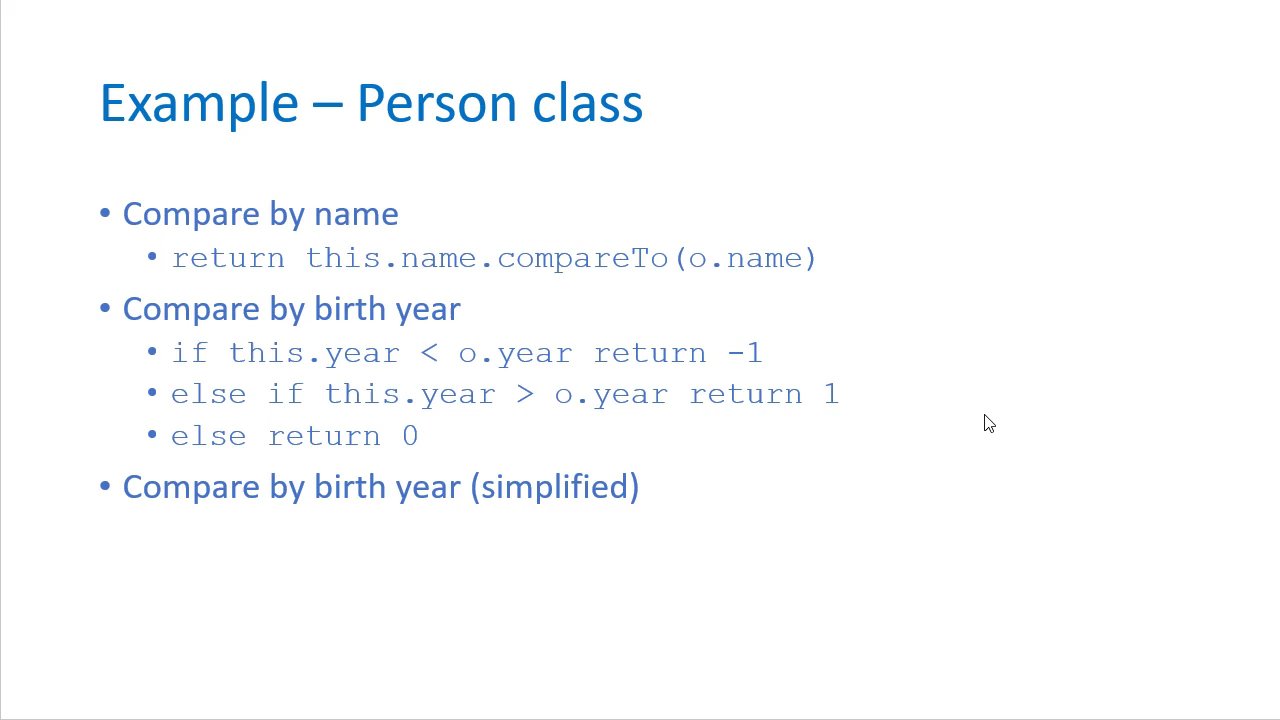 Example – Person class
• Compare by name
• return this.name.compareTo(o.name)
• Compare by birth year
• if this.year < o.year return -1
• else if this.year > o.year return 1
• else return 0
• Compare by birth year (simplified)